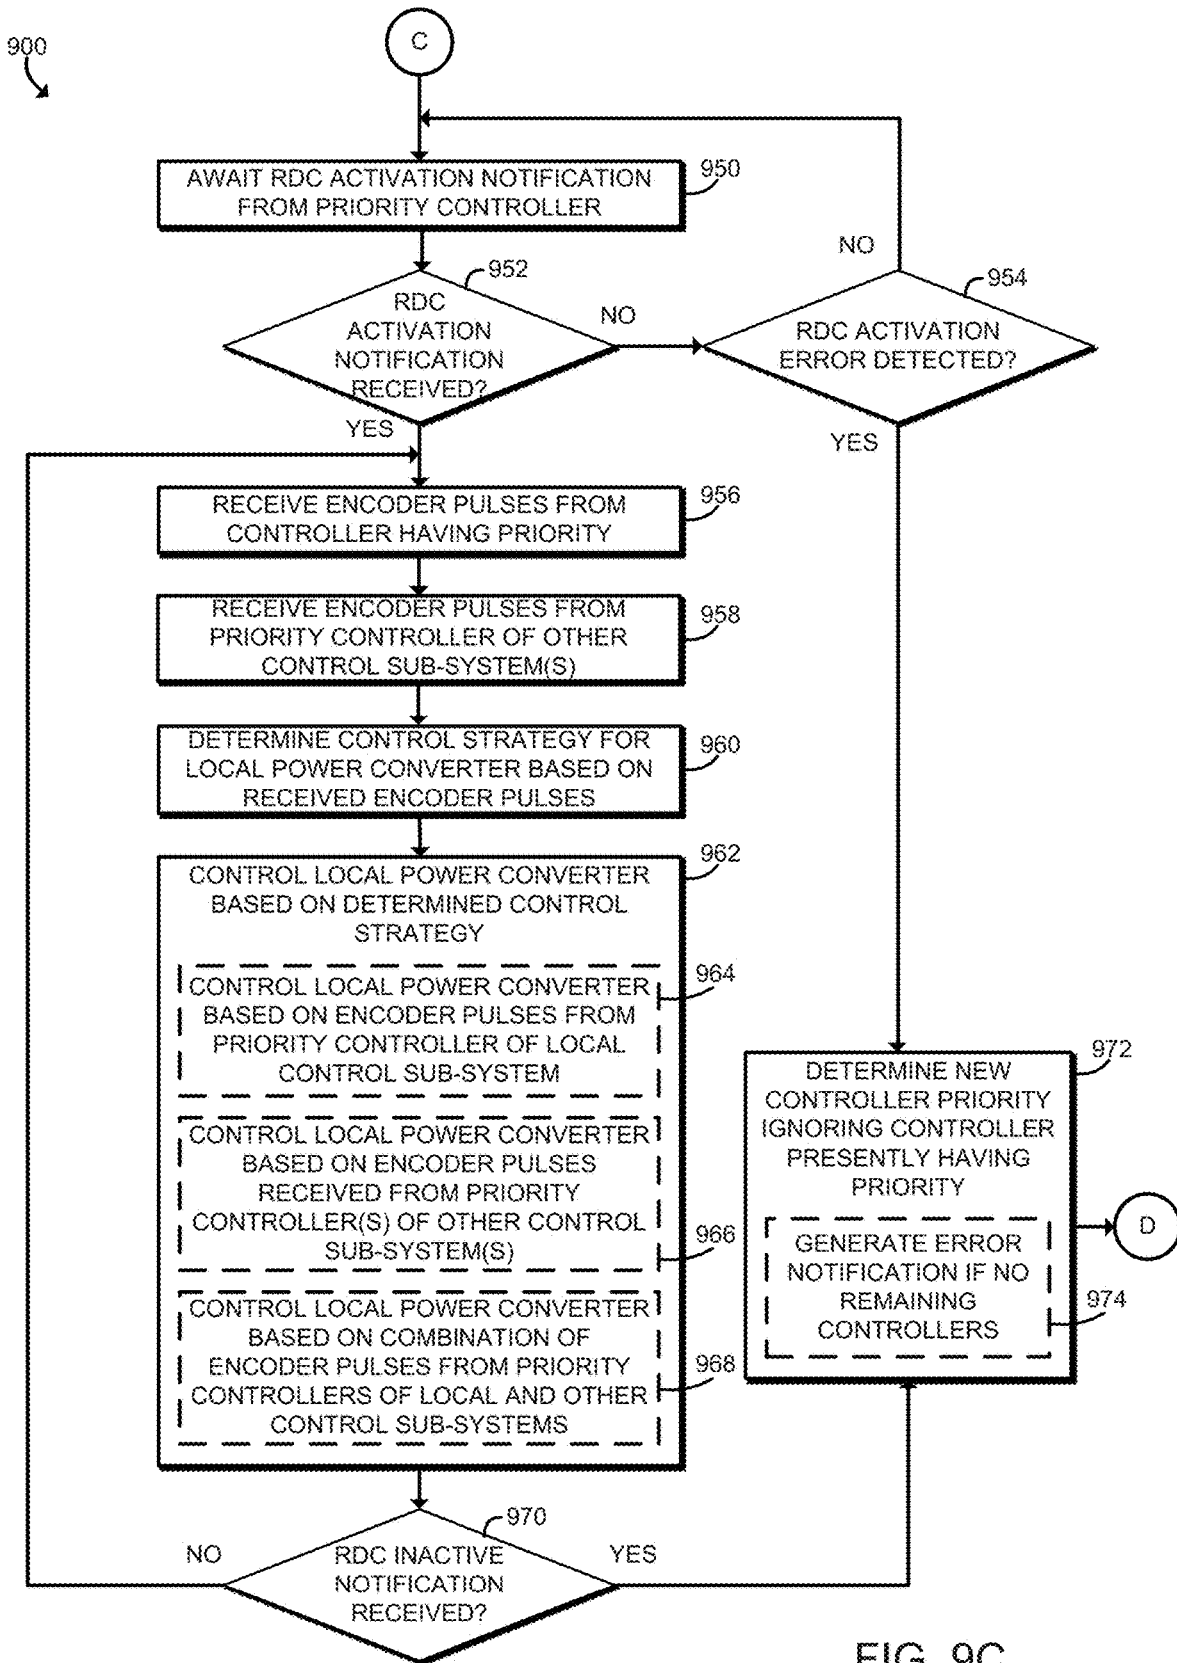 900
C
AWAIT RDC ACTIVATION NOTIFICATION
FROM PRIORITY CONTROLLER
950
952
RDC
ACTIVATION
NOTIFICATION
RECEIVED?
NO
YES
NO
954
RDC ACTIVATION
ERROR DETECTED?
YES
RECEIVE ENCODER PULSES FROM
CONTROLLER HAVING PRIORITY
956
RECEIVE ENCODER PULSES FROM
PRIORITY CONTROLLER OF OTHER
CONTROL SUB-SYSTEM(S)
958
DETERMINE CONTROL STRATEGY FOR
LOCAL POWER CONVERTER BASED ON
RECEIVED ENCODER PULSES
960
CONTROL LOCAL POWER CONVERTER
BASED ON DETERMINED CONTROL
STRATEGY
962
CONTROL LOCAL POWER CONVERTER
BASED ON ENCODER PULSES FROM
PRIORITY CONTROLLER OF LOCAL
CONTROL SUB-SYSTEM
964
CONTROL LOCAL POWER CONVERTER
BASED ON ENCODER PULSES
RECEIVED FROM PRIORITY
CONTROLLER(S) OF OTHER CONTROL
SUB-SYSTEM(S)
966
CONTROL LOCAL POWER CONVERTER
BASED ON COMBINATION OF
ENCODER PULSES FROM PRIORITY
CONTROLLERS OF LOCAL AND OTHER
CONTROL SUB-SYSTEMS
968
970
RDC INACTIVE
NOTIFICATION
RECEIVED?
NO
YES
DETERMINE NEW
CONTROLLER PRIORITY
IGNORING CONTROLLER
PRESENTLY HAVING
PRIORITY
972
GENERATE ERROR
NOTIFICATION IF NO
REMAINING
CONTROLLERS
974
D
FIG. 9C